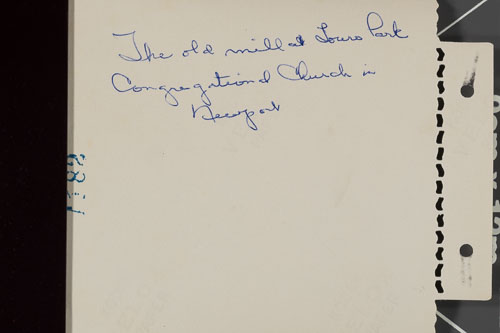 The old mill at Touro Park
Congregational Church in
Newport